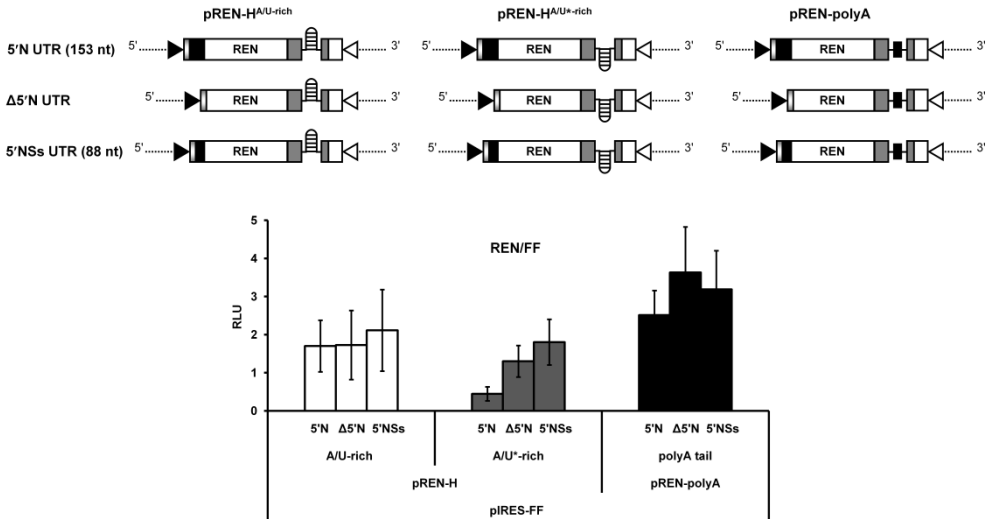 pREN-H^A/U-rich pREN-H^A/U*-rich pREN-polyA
5′N UTR (153 nt) 5' REN 3' 5' REN 3' 5' REN 3'
Δ5′N UTR 5' REN 3' 5' REN 3' 5' REN 3'
5′NSs UTR (88 nt) 5' REN 3' 5' REN 3' 5' REN 3'
REN/FF
RLU
5
4
3
2
1
0
5'N Δ5'N 5'NSs 5'N Δ5'N 5'NSs 5'N Δ5'N 5'NSs
A/U-rich A/U*-rich polyA tail
pREN-H pREN-polyA
pIRES-FF